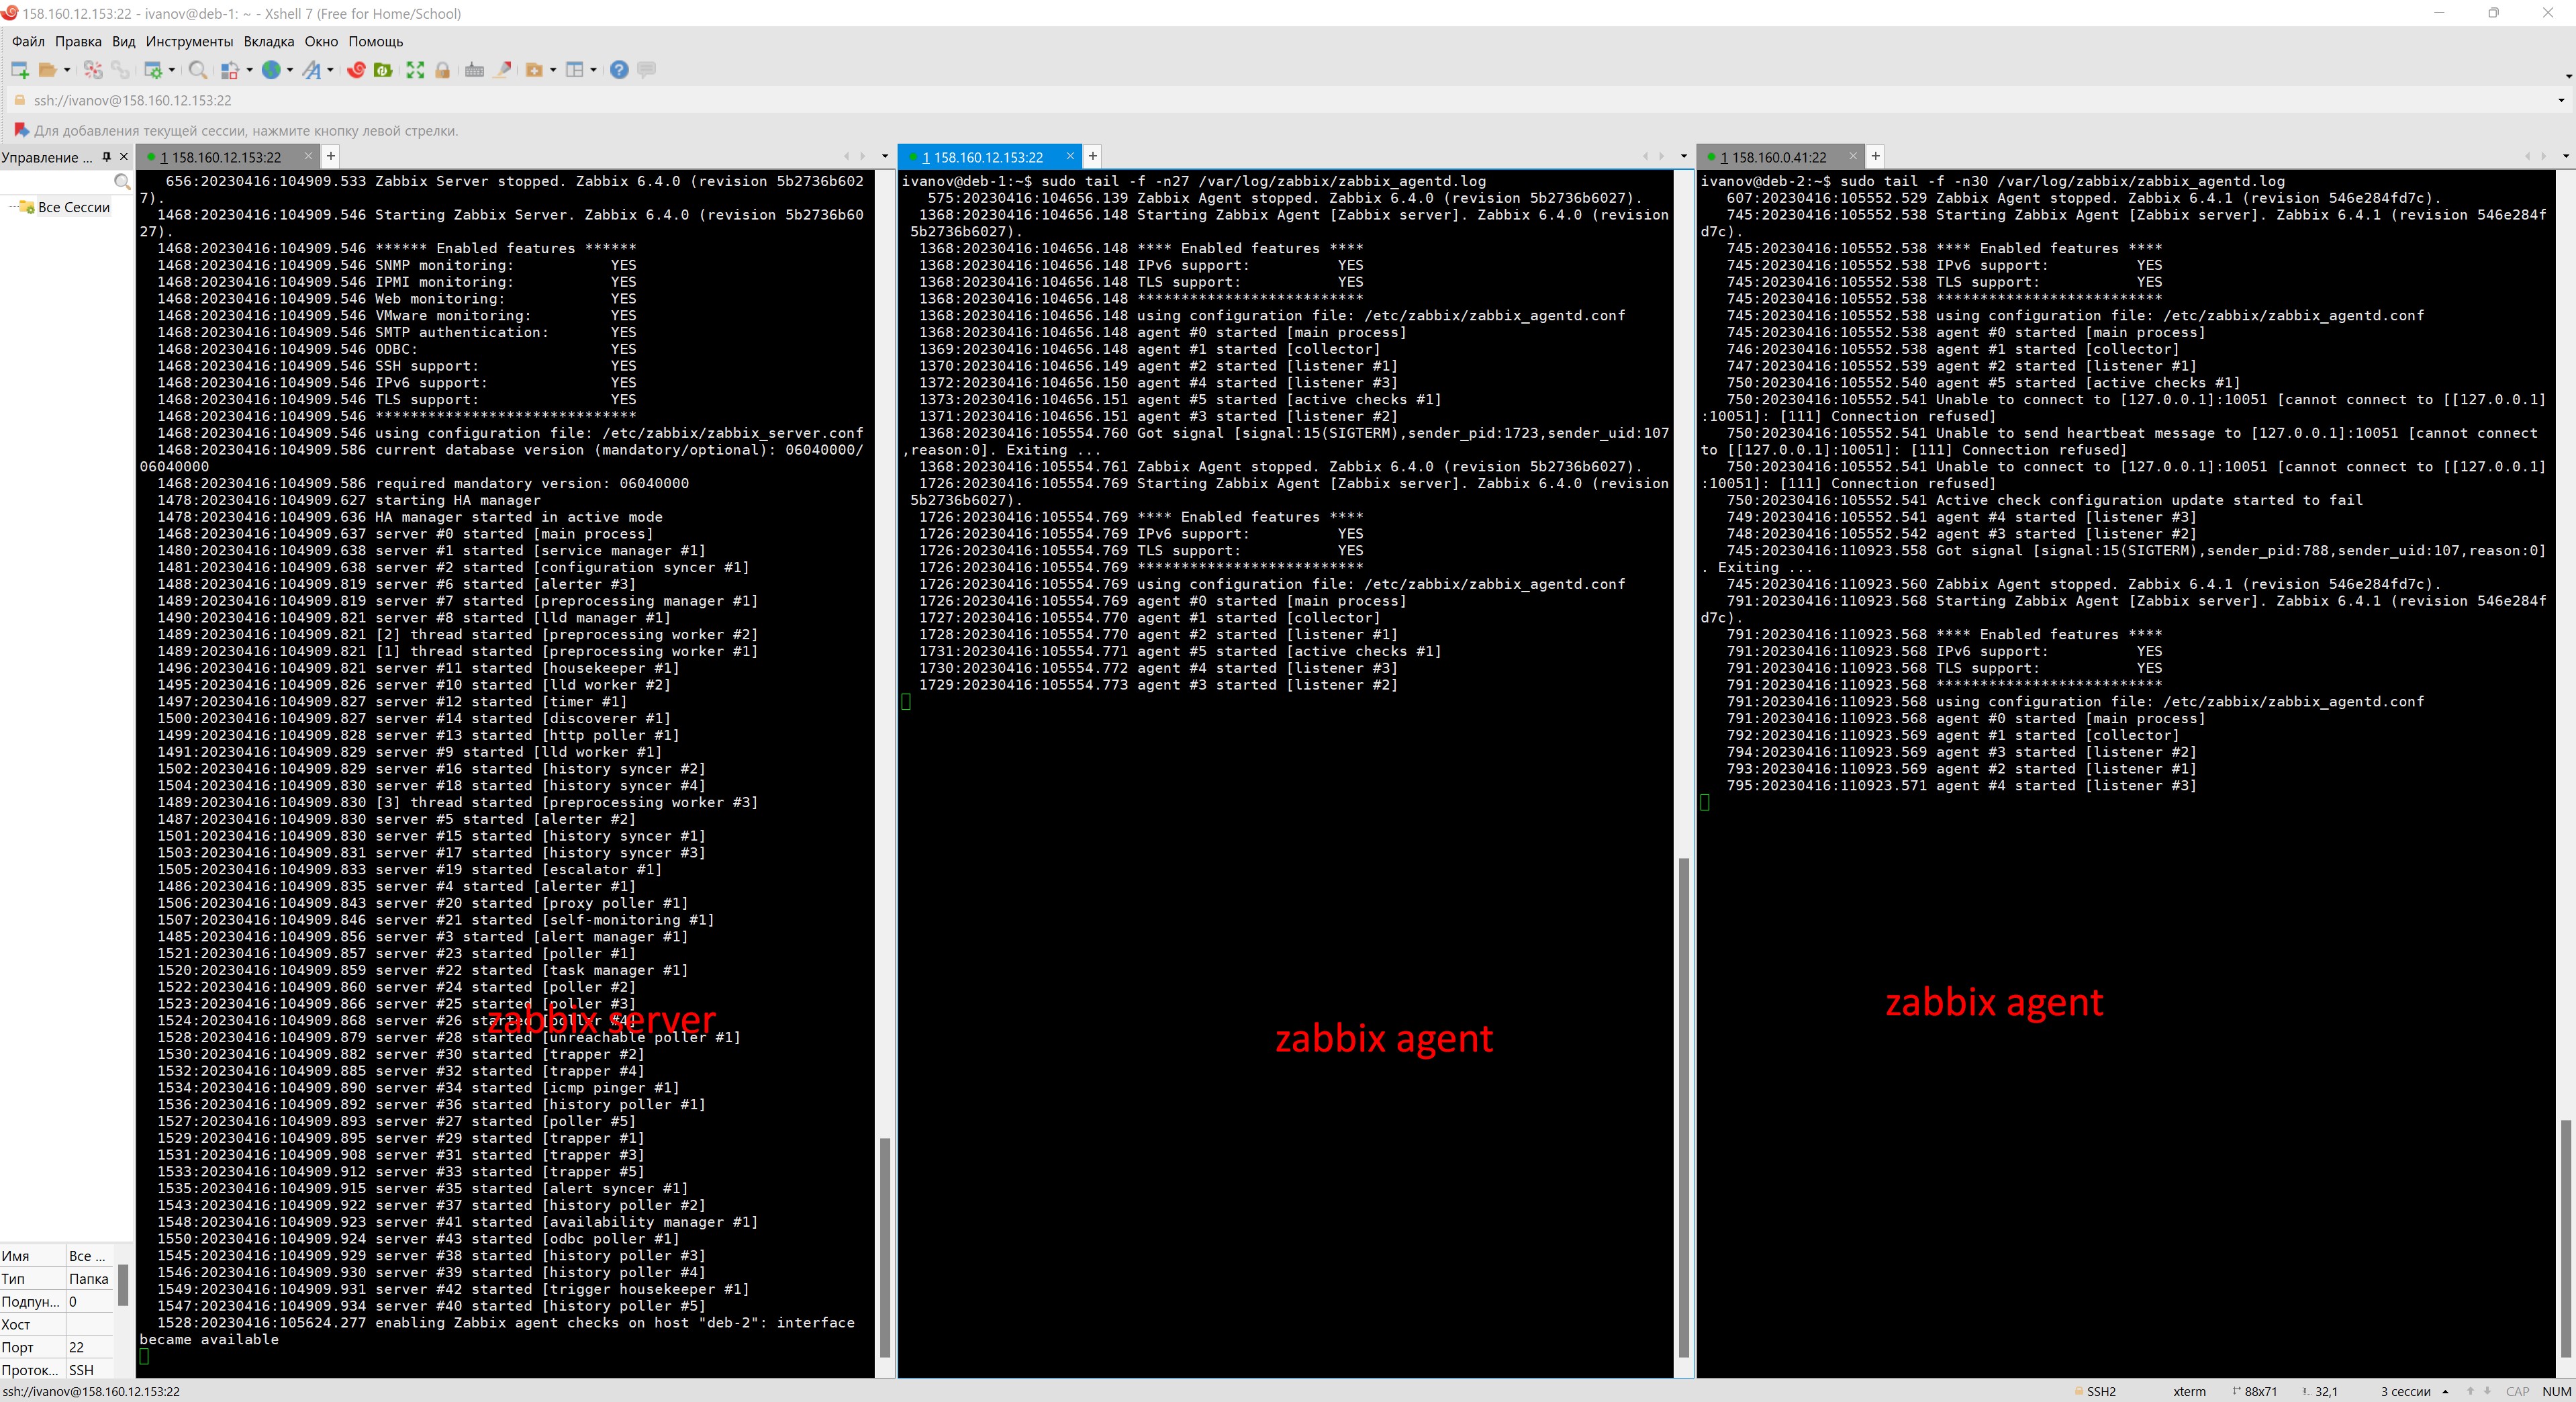 158.160.12.153:22 - ivanov@deb-1: ~ - Xshell 7 (Free for Home/School)
Файл Правка Вид Инструменты Вкладка Окно Помощь
ssh://ivanov@158.160.12.153:22
Для добавления текущей сессии, нажмите кнопку левой стрелки.
Управление ...
Все Сессии
Имя Все ...
Тип Папка
Подпун... 0
Хост
Порт 22
Проток... SSH
1 158.160.12.153:22
656:20230416:104909.533 Zabbix Server stopped. Zabbix 6.4.0 (revision 5b2736b602
7).
1468:20230416:104909.546 Starting Zabbix Server. Zabbix 6.4.0 (revision 5b2736b60
27).
1468:20230416:104909.546 ****** Enabled features ******
1468:20230416:104909.546 SNMP monitoring: YES
1468:20230416:104909.546 IPMI monitoring: YES
1468:20230416:104909.546 Web monitoring: YES
1468:20230416:104909.546 VMware monitoring: YES
1468:20230416:104909.546 SMTP authentication: YES
1468:20230416:104909.546 ODBC: YES
1468:20230416:104909.546 SSH support: YES
1468:20230416:104909.546 IPv6 support: YES
1468:20230416:104909.546 TLS support: YES
1468:20230416:104909.546 ******************************
1468:20230416:104909.546 using configuration file: /etc/zabbix/zabbix_server.conf
1468:20230416:104909.586 current database version (mandatory/optional): 06040000/
06040000
1468:20230416:104909.586 required mandatory version: 06040000
1478:20230416:104909.627 starting HA manager
1478:20230416:104909.636 HA manager started in active mode
1468:20230416:104909.637 server #0 started [main process]
1480:20230416:104909.638 server #1 started [service manager #1]
1481:20230416:104909.638 server #2 started [configuration syncer #1]
1488:20230416:104909.819 server #6 started [alerter #3]
1489:20230416:104909.819 server #7 started [preprocessing manager #1]
1490:20230416:104909.821 server #8 started [lld manager #1]
1489:20230416:104909.821 [2] thread started [preprocessing worker #2]
1489:20230416:104909.821 [1] thread started [preprocessing worker #1]
1496:20230416:104909.821 server #11 started [housekeeper #1]
1495:20230416:104909.826 server #10 started [lld worker #2]
1497:20230416:104909.827 server #12 started [timer #1]
1500:20230416:104909.827 server #14 started [discoverer #1]
1499:20230416:104909.828 server #13 started [http poller #1]
1491:20230416:104909.829 server #9 started [lld worker #1]
1502:20230416:104909.829 server #16 started [history syncer #2]
1504:20230416:104909.830 server #18 started [history syncer #4]
1489:20230416:104909.830 [3] thread started [preprocessing worker #3]
1487:20230416:104909.830 server #5 started [alerter #2]
1501:20230416:104909.830 server #15 started [history syncer #1]
1503:20230416:104909.831 server #17 started [history syncer #3]
1505:20230416:104909.833 server #19 started [escalator #1]
1486:20230416:104909.835 server #4 started [alerter #1]
1506:20230416:104909.843 server #20 started [proxy poller #1]
1507:20230416:104909.846 server #21 started [self-monitoring #1]
1485:20230416:104909.856 server #3 started [alert manager #1]
1521:20230416:104909.857 server #23 started [poller #1]
1520:20230416:104909.859 server #22 started [task manager #1]
1522:20230416:104909.860 server #24 started [poller #2]
1523:20230416:104909.866 server #25 started [poller #3]
1524:20230416:104909.868 server #26 started [poller #4]
zabbix server
1528:20230416:104909.879 server #28 started [unreachable poller #1]
1530:20230416:104909.882 server #30 started [trapper #2]
1532:20230416:104909.885 server #32 started [trapper #4]
1534:20230416:104909.890 server #34 started [icmp pinger #1]
1536:20230416:104909.892 server #36 started [history poller #1]
1527:20230416:104909.893 server #27 started [poller #5]
1529:20230416:104909.895 server #29 started [trapper #1]
1531:20230416:104909.908 server #31 started [trapper #3]
1533:20230416:104909.912 server #33 started [trapper #5]
1535:20230416:104909.915 server #35 started [alert syncer #1]
1543:20230416:104909.922 server #37 started [history poller #2]
1548:20230416:104909.923 server #41 started [availability manager #1]
1550:20230416:104909.924 server #43 started [odbc poller #1]
1545:20230416:104909.929 server #38 started [history poller #3]
1546:20230416:104909.930 server #39 started [history poller #4]
1549:20230416:104909.931 server #42 started [trigger housekeeper #1]
1547:20230416:104909.934 server #40 started [history poller #5]
1528:20230416:105624.277 enabling Zabbix agent checks on host "deb-2": interface
became available
1 158.160.12.153:22
ivanov@deb-1:~$ sudo tail -f -n27 /var/log/zabbix/zabbix_agentd.log
575:20230416:104656.139 Zabbix Agent stopped. Zabbix 6.4.0 (revision 5b2736b6027).
1368:20230416:104656.148 Starting Zabbix Agent [Zabbix server]. Zabbix 6.4.0 (revision
5b2736b6027).
1368:20230416:104656.148 **** Enabled features ****
1368:20230416:104656.148 IPv6 support: YES
1368:20230416:104656.148 TLS support: YES
1368:20230416:104656.148 **************************
1368:20230416:104656.148 using configuration file: /etc/zabbix/zabbix_agentd.conf
1368:20230416:104656.148 agent #0 started [main process]
1369:20230416:104656.148 agent #1 started [collector]
1370:20230416:104656.149 agent #2 started [listener #1]
1372:20230416:104656.150 agent #4 started [listener #3]
1373:20230416:104656.151 agent #5 started [active checks #1]
1371:20230416:104656.151 agent #3 started [listener #2]
1368:20230416:105554.760 Got signal [signal:15(SIGTERM),sender_pid:1723,sender_uid:107
,reason:0]. Exiting ...
1368:20230416:105554.761 Zabbix Agent stopped. Zabbix 6.4.0 (revision 5b2736b6027).
1726:20230416:105554.769 Starting Zabbix Agent [Zabbix server]. Zabbix 6.4.0 (revision
5b2736b6027).
1726:20230416:105554.769 **** Enabled features ****
1726:20230416:105554.769 IPv6 support: YES
1726:20230416:105554.769 TLS support: YES
1726:20230416:105554.769 **************************
1726:20230416:105554.769 using configuration file: /etc/zabbix/zabbix_agentd.conf
1726:20230416:105554.769 agent #0 started [main process]
1727:20230416:105554.770 agent #1 started [collector]
1728:20230416:105554.770 agent #2 started [listener #1]
1731:20230416:105554.771 agent #5 started [active checks #1]
1730:20230416:105554.772 agent #4 started [listener #3]
1729:20230416:105554.773 agent #3 started [listener #2]
zabbix agent
1 158.160.0.41:22
ivanov@deb-2:~$ sudo tail -f -n30 /var/log/zabbix/zabbix_agentd.log
607:20230416:105552.529 Zabbix Agent stopped. Zabbix 6.4.1 (revision 546e284fd7c).
745:20230416:105552.538 Starting Zabbix Agent [Zabbix server]. Zabbix 6.4.1 (revision 546e284f
d7c).
745:20230416:105552.538 **** Enabled features ****
745:20230416:105552.538 IPv6 support: YES
745:20230416:105552.538 TLS support: YES
745:20230416:105552.538 **************************
745:20230416:105552.538 using configuration file: /etc/zabbix/zabbix_agentd.conf
745:20230416:105552.538 agent #0 started [main process]
746:20230416:105552.538 agent #1 started [collector]
747:20230416:105552.539 agent #2 started [listener #1]
750:20230416:105552.540 agent #5 started [active checks #1]
750:20230416:105552.541 Unable to connect to [127.0.0.1]:10051 [cannot connect to [[127.0.0.1]
:10051]: [111] Connection refused]
750:20230416:105552.541 Unable to send heartbeat message to [127.0.0.1]:10051 [cannot connect
to [[127.0.0.1]:10051]: [111] Connection refused]
750:20230416:105552.541 Unable to connect to [127.0.0.1]:10051 [cannot connect to [[127.0.0.1]
:10051]: [111] Connection refused]
750:20230416:105552.541 Active check configuration update started to fail
749:20230416:105552.541 agent #4 started [listener #3]
748:20230416:105552.542 agent #3 started [listener #2]
745:20230416:110923.558 Got signal [signal:15(SIGTERM),sender_pid:788,sender_uid:107,reason:0]
. Exiting ...
745:20230416:110923.560 Zabbix Agent stopped. Zabbix 6.4.1 (revision 546e284fd7c).
791:20230416:110923.568 Starting Zabbix Agent [Zabbix server]. Zabbix 6.4.1 (revision 546e284f
d7c).
791:20230416:110923.568 **** Enabled features ****
791:20230416:110923.568 IPv6 support: YES
791:20230416:110923.568 TLS support: YES
791:20230416:110923.568 **************************
791:20230416:110923.568 using configuration file: /etc/zabbix/zabbix_agentd.conf
791:20230416:110923.568 agent #0 started [main process]
792:20230416:110923.569 agent #1 started [collector]
794:20230416:110923.569 agent #3 started [listener #2]
793:20230416:110923.569 agent #2 started [listener #1]
795:20230416:110923.571 agent #4 started [listener #3]
zabbix agent
ssh://ivanov@158.160.12.153:22 SSH2 xterm 88x71 32,1 3 сессии CAP NUM